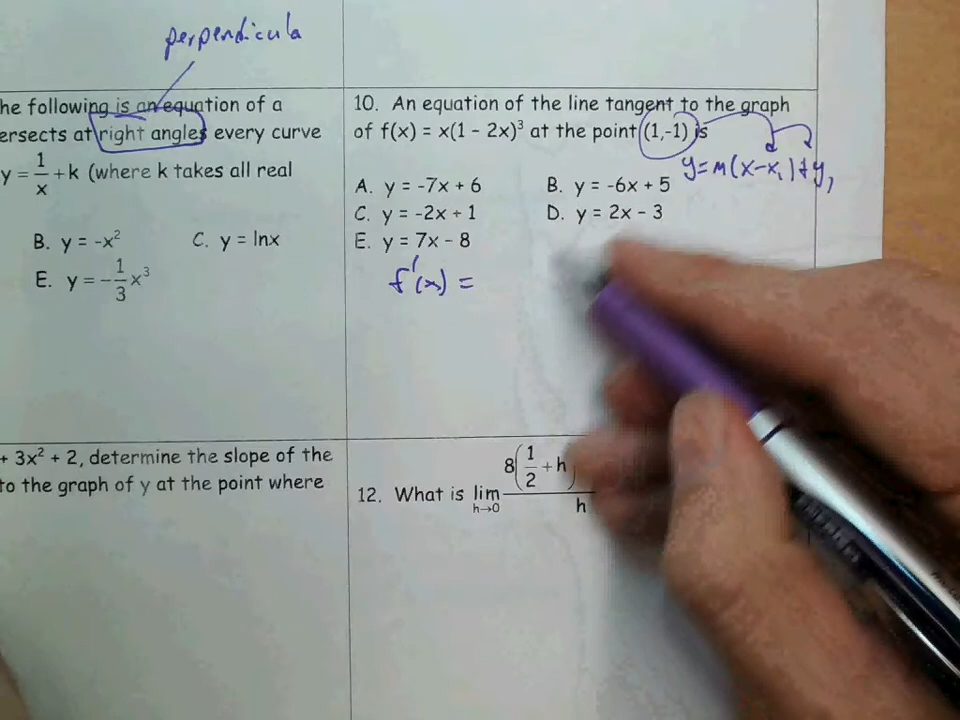 perpendicula
he following is an equation of a
ersects at right angles every curve
y = 1/x + k (where k takes all real
B. y = -x² C. y = lnx
E. y = -1/3 x³
10. An equation of the line tangent to the graph
of f(x) = x(1 - 2x)³ at the point (1,-1) is
y=m(x-x₁)+y₁
A. y = -7x + 6 B. y = -6x + 5
C. y = -2x + 1 D. y = 2x - 3
E. y = 7x - 8
f'(x) =
+ 3x² + 2, determine the slope of the
to the graph of y at the point where
12. What is lim h→0 8(1/2 + h) h